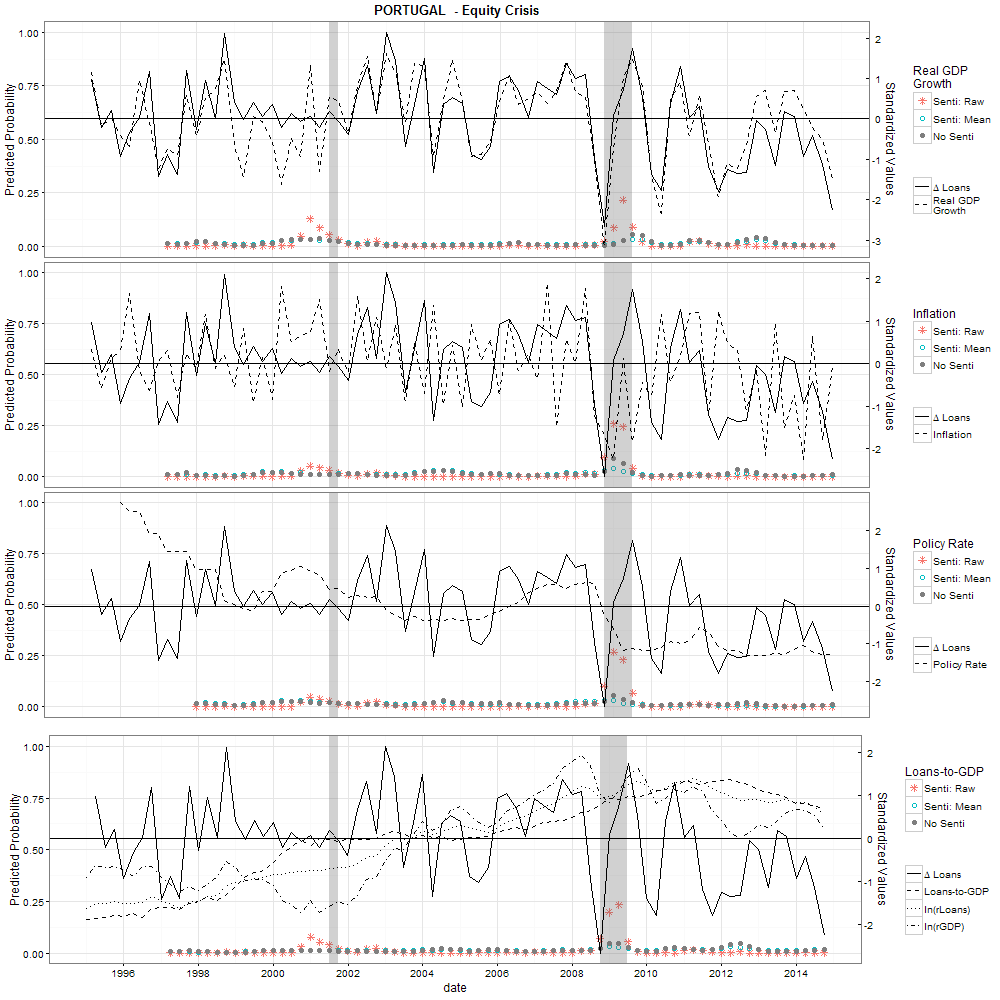 PORTUGAL - Equity Crisis
1.00
0.75
0.50
0.25
0.00
Predicted Probability
2
1
0
-1
-2
-3
Standardized Values
Real GDP
Growth
Senti: Raw
Senti: Mean
No Senti
Δ Loans
Real GDP
Growth
1.00
0.75
0.50
0.25
0.00
Predicted Probability
2
1
0
-1
-2
Standardized Values
Inflation
Senti: Raw
Senti: Mean
No Senti
Δ Loans
Inflation
1.00
0.75
0.50
0.25
0.00
Predicted Probability
2
1
0
-1
-2
Standardized Values
Policy Rate
Senti: Raw
Senti: Mean
No Senti
Δ Loans
Policy Rate
1.00
0.75
0.50
0.25
0.00
Predicted Probability
2
1
0
-1
-2
Standardized Values
Loans-to-GDP
Senti: Raw
Senti: Mean
No Senti
Δ Loans
Loans-to-GDP
ln(rLoans)
ln(rGDP)
1996 1998 2000 2002 2004 2006 2008 2010 2012 2014
date